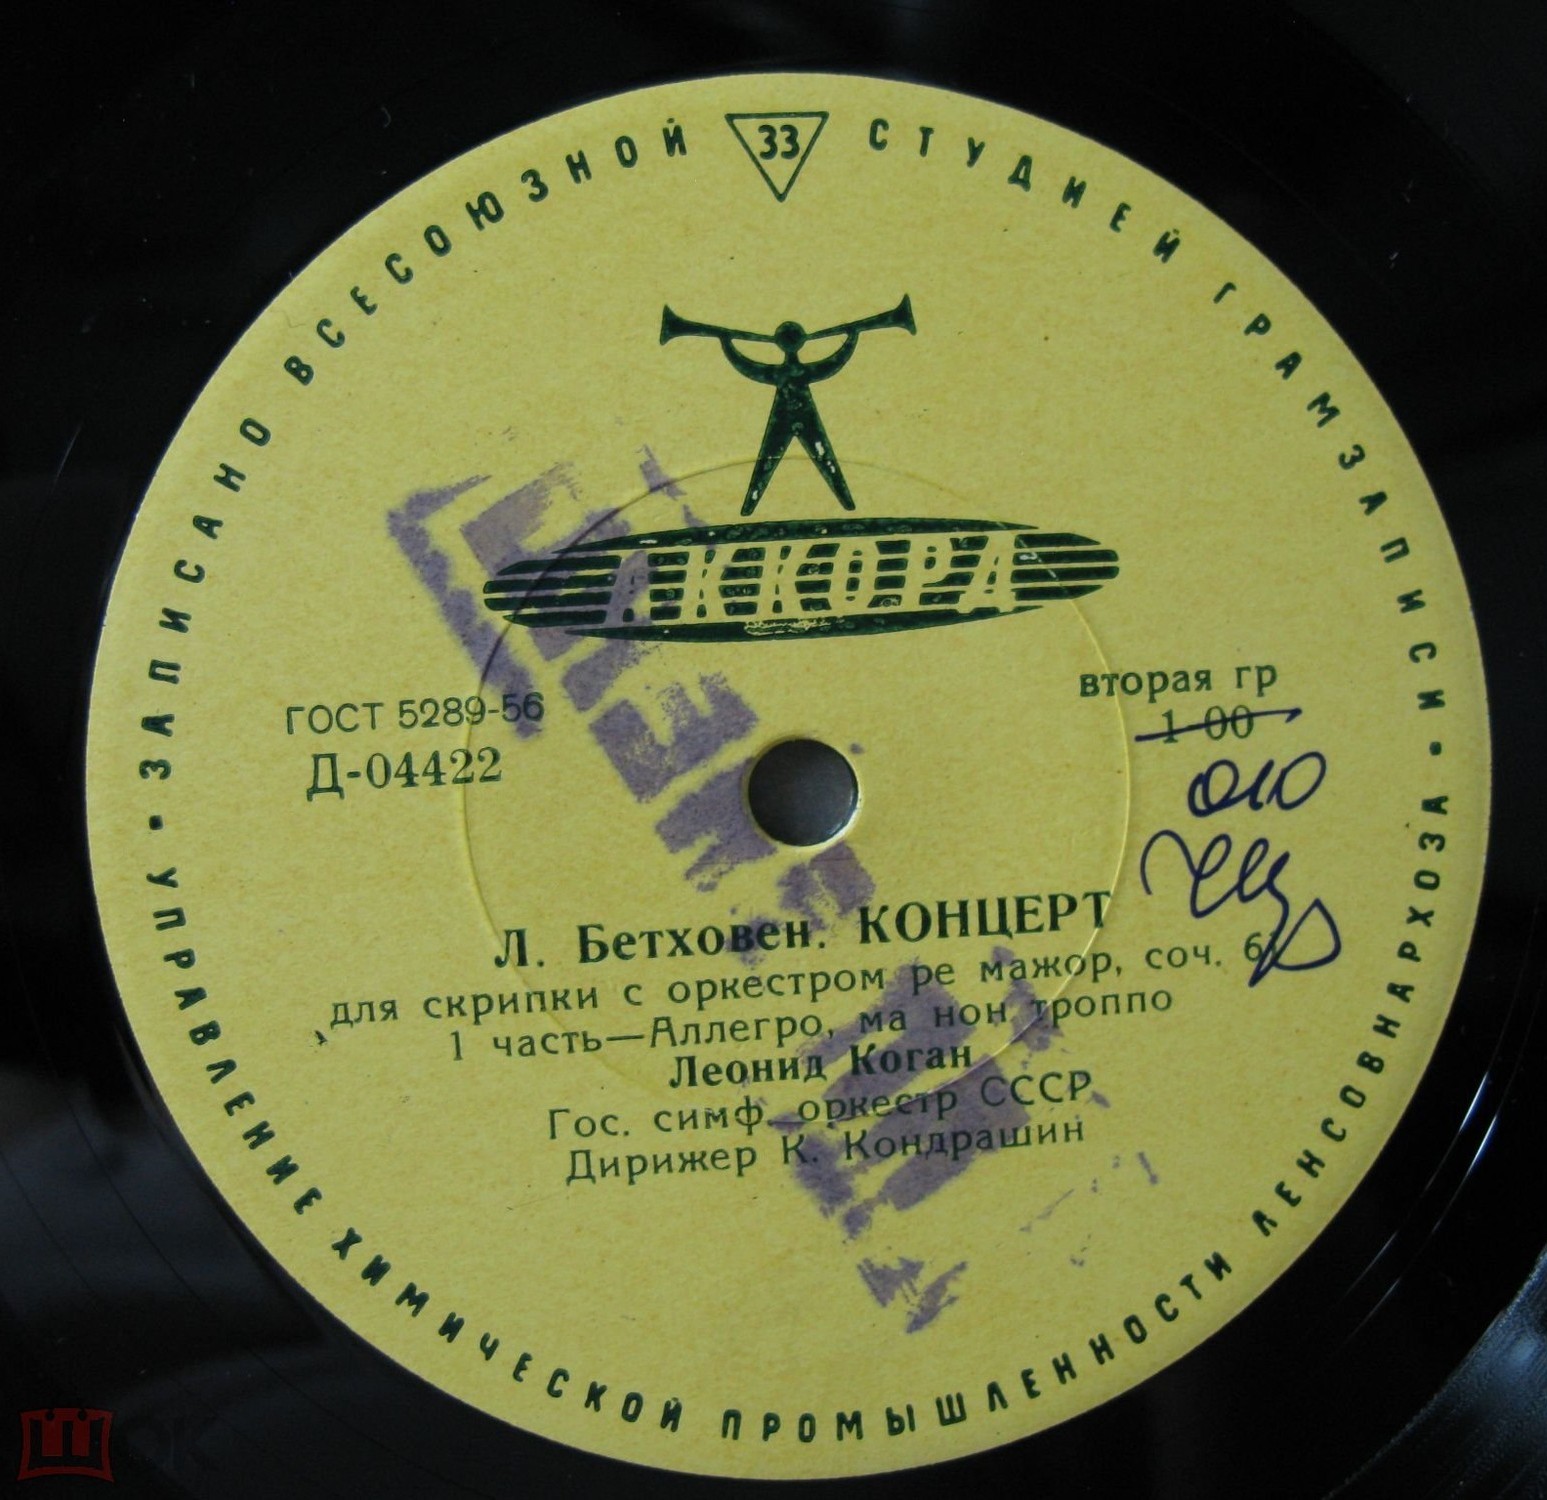 ЗАПИСАНО ВСЕСОЮЗНОЙ 33 СТУДИЕЙ ГРАМЗАПИСИ
АККОРД
ГОСТ 5289-56
Д-04422
вторая гр
1-00
Л. Бетховен. КОНЦЕРТ
для скрипки с оркестром ре мажор, соч.
1 часть—Аллегро, ма нон троппо
Леонид Коган
Гос. симф. оркестр СССР
Дирижер К. Кондрашин
УПРАВЛЕНИЕ ХИМИЧЕСКОЙ ПРОМЫШЛЕННОСТИ ЛЕНСОВНАРХОЗА